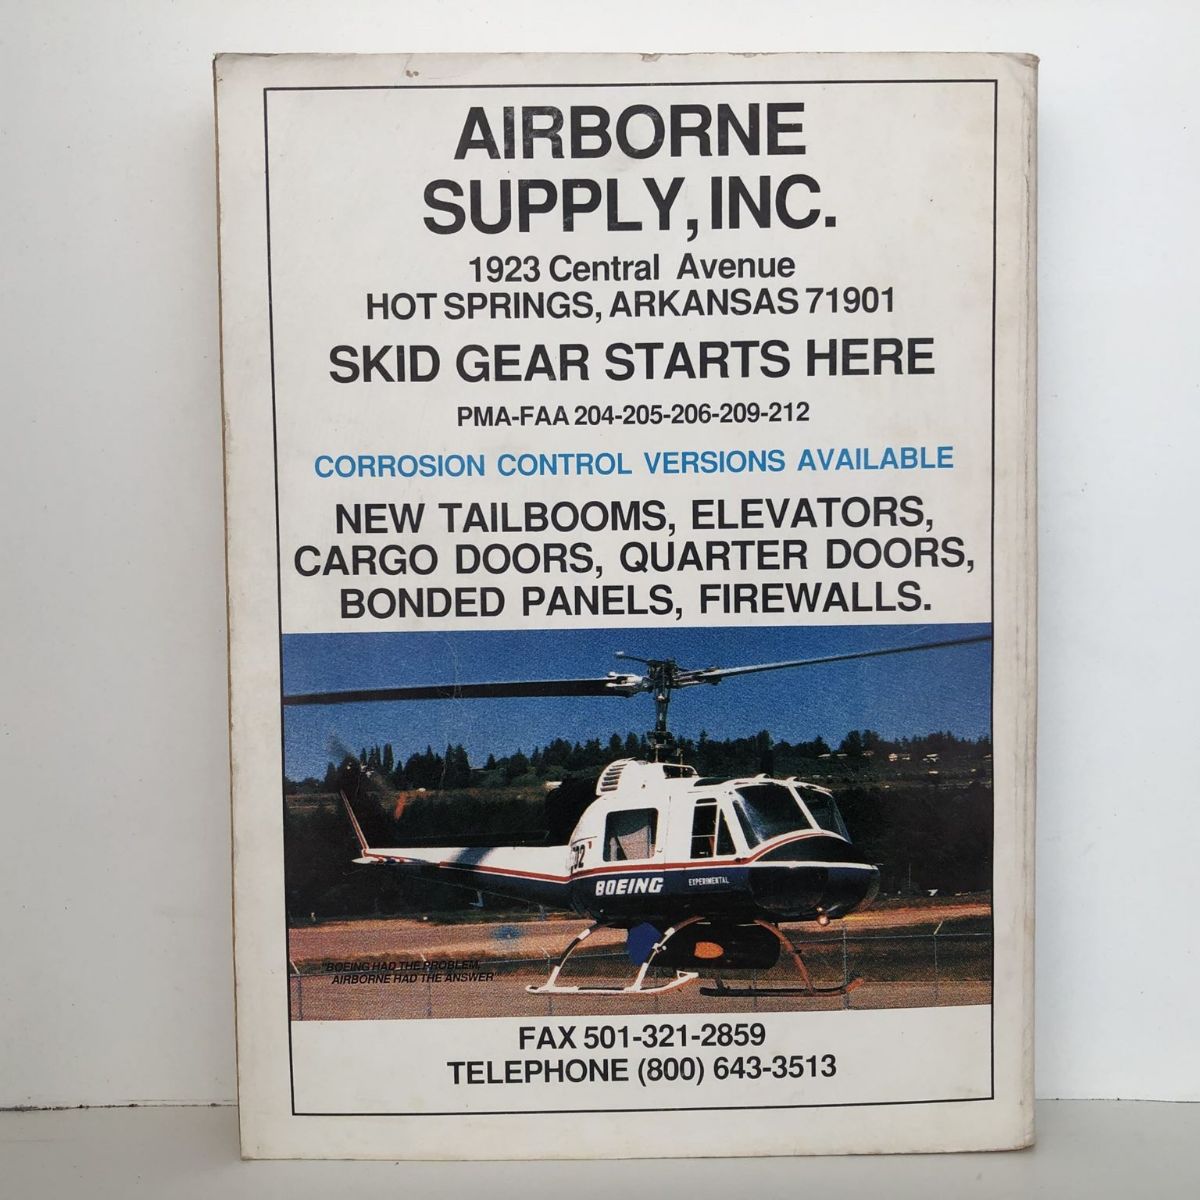 AIRBORNE
SUPPLY, INC.
1923 Central Avenue
HOT SPRINGS, ARKANSAS 71901
SKID GEAR STARTS HERE
PMA-FAA 204-205-206-209-212
CORROSION CONTROL VERSIONS AVAILABLE
NEW TAILBOOMS, ELEVATORS,
CARGO DOORS, QUARTER DOORS,
BONDED PANELS, FIREWALLS.
BOEING EXPERIMENTAL
"BOEING HAD THE PROBLEM,
AIRBORNE HAD THE ANSWER"
FAX 501-321-2859
TELEPHONE (800) 643-3513